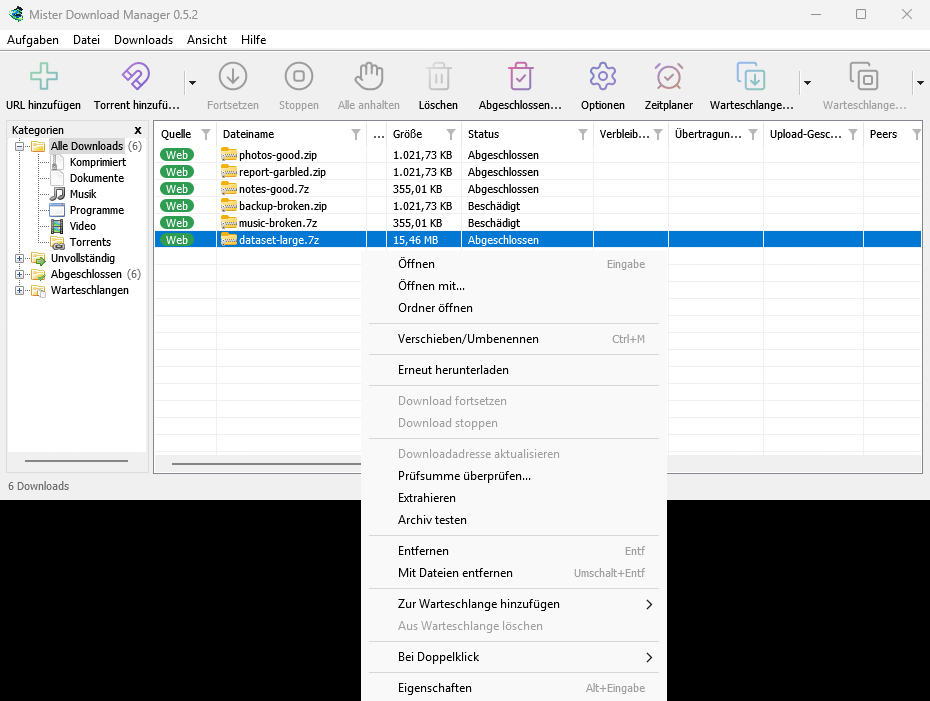 Mister Download Manager 0.5.2
Aufgaben Datei Downloads Ansicht Hilfe
URL hinzufügen Torrent hinzufü... Fortsetzen Stoppen Alle anhalten Löschen Abgeschlossen... Optionen Zeitplaner Warteschlange... Warteschlange...
Kategorien x
Alle Downloads (6)
Komprimiert
Dokumente
Musik
Programme
Video
Torrents
Unvollständig
Abgeschlossen (6)
Warteschlangen
Quelle Dateiname ... Größe Status Verbleib... Übertragun... Upload-Gesc... Peers
Web photos-good.zip 1.021,73 KB Abgeschlossen
Web report-garbled.zip 1.021,73 KB Abgeschlossen
Web notes-good.7z 355,01 KB Abgeschlossen
Web backup-broken.zip 1.021,73 KB Beschädigt
Web music-broken.7z 355,01 KB Beschädigt
Web dataset-large.7z 15,46 MB Abgeschlossen
Öffnen Eingabe
Öffnen mit...
Ordner öffnen
Verschieben/Umbenennen Ctrl+M
Erneut herunterladen
Download fortsetzen
Download stoppen
Downloadadresse aktualisieren
Prüfsumme überprüfen...
Extrahieren
Archiv testen
Entfernen Entf
Mit Dateien entfernen Umschalt+Entf
Zur Warteschlange hinzufügen
Aus Warteschlange löschen
Bei Doppelklick
Eigenschaften Alt+Eingabe
6 Downloads